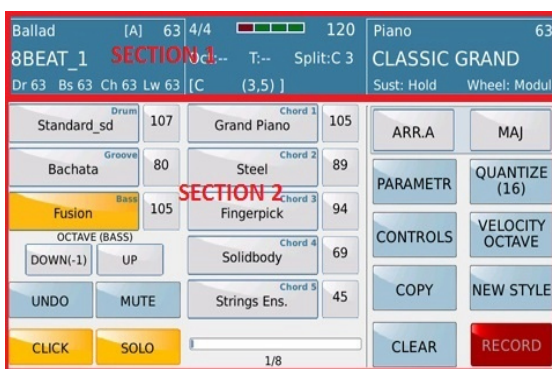 Ballad [A] 63 4/4 120 Piano 63
8BEAT_1 Oct:-- T:-- Split:C 3 CLASSIC GRAND
SECTION 1
Dr 63 Bs 63 Ch 63 Lw 63 [C (3,5) ] Sust: Hold Wheel: Modul
Drum
Standard_sd 107
Chord 1
Grand Piano 105
ARR.A MAJ
Groove
Bachata 80
Chord 2
Steel 89
PARAMETR QUANTIZE
(16)
SECTION 2
Bass
Fusion 105
Chord 3
Fingerpick 94
CONTROLS VELOCITY
OCTAVE
OCTAVE (BASS)
DOWN(-1) UP
Chord 4
Solidbody 69
UNDO MUTE
Chord 5
Strings Ens. 45
COPY NEW STYLE
CLICK SOLO
1/8
CLEAR RECORD